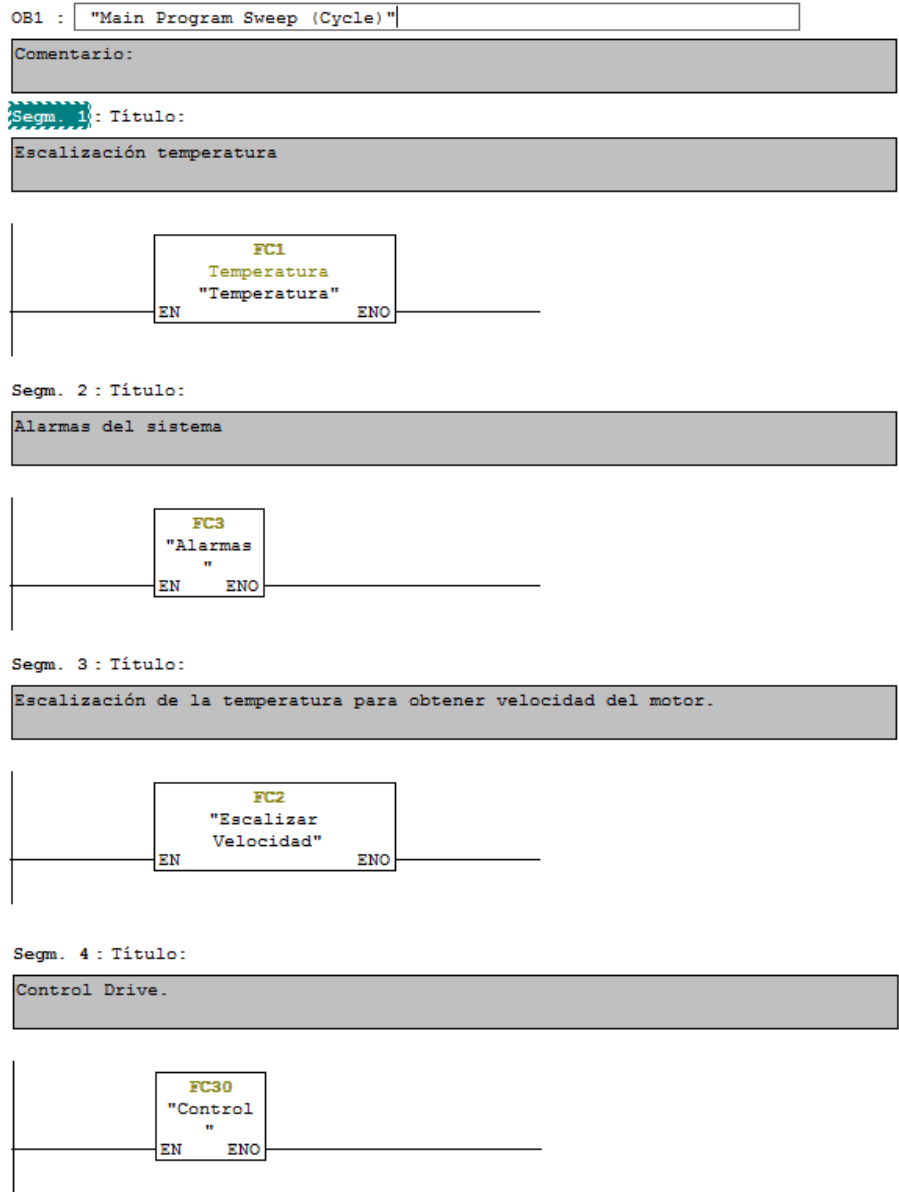 OB1 : "Main Program Sweep (Cycle)"
Comentario:
Segm. 1: Título:
Escalización temperatura
FC1
Temperatura
"Temperatura"
EN ENO
Segm. 2 : Título:
Alarmas del sistema
FC3
"Alarmas
"
EN ENO
Segm. 3 : Título:
Escalización de la temperatura para obtener velocidad del motor.
FC2
"Escalizar
Velocidad"
EN ENO
Segm. 4 : Título:
Control Drive.
FC30
"Control
"
EN ENO